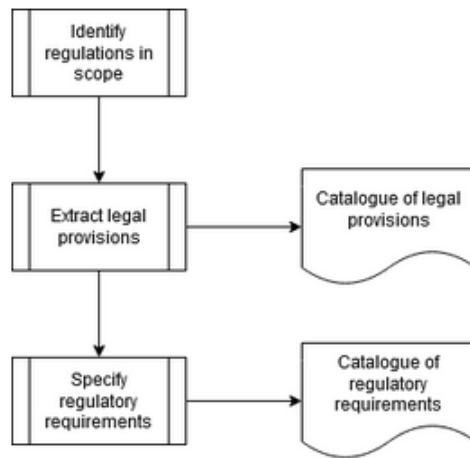 Identify
regulations in
scope
Extract legal
provisions
Catalogue of legal
provisions
Specify
regulatory
requirements
Catalogue of
regulatory
requirements